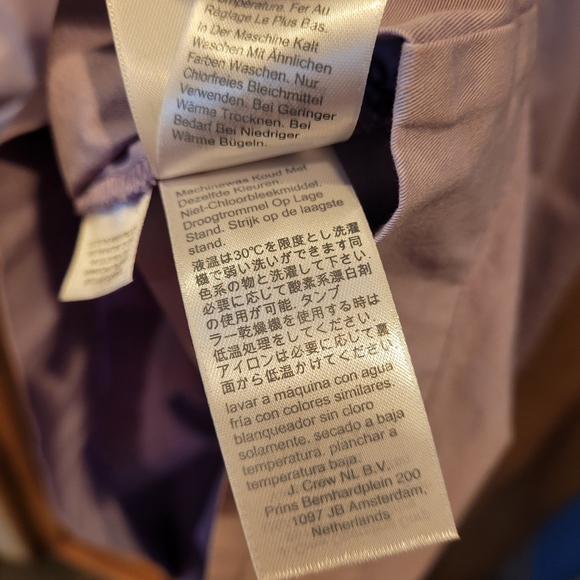 Temperature. Fer Au
Réglage Le Plus Bas.
In Der Maschine Kalt
Waschen Mit Ähnlichen
Farben Waschen. Nur
Chlorfreies Bleichmittel
Verwenden. Bei Geringer
Wärme Trocknen. Bei
Bedarf Bei Niedriger
Wärme Bügeln.
Machinewas Koud Met
Dezelfde Kleuren.
Niet-Chloorbleekmiddel.
Droogtrommel Op Lage
Stand. Strijk op de laagste
stand.
液温は30℃を限度とし洗濯
機で弱い洗いができます同
色系の物と洗濯して下さい.
必要に応じて酸素系漂白剤
の使用が可能. タンブ
ラー乾燥機を使用する時は
低温処理をしてください.
アイロンは必要に応じて裏
面から低温かけてください.
lavar a maquina con agua
fría con colores similares.
blanqueador sin cloro
solamente, secado a baja
temperatura. planchar a
temperatura baja.
J. Crew NL B.V.
Prins Bernhardplein 200
1097 JB Amsterdam,
Netherlands